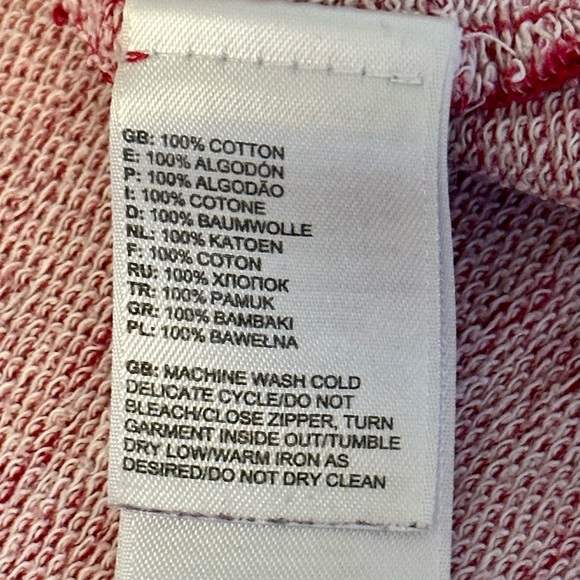 GB: 100% COTTON
E: 100% ALGODÓN
P: 100% ALGODÃO
I: 100% COTONE
D: 100% BAUMWOLLE
NL: 100% KATOEN
F: 100% COTON
RU: 100% ХЛОПОК
TR: 100% PAMUK
GR: 100% BAMBAKI
PL: 100% BAWEŁNA
GB: MACHINE WASH COLD
DELICATE CYCLE/DO NOT
BLEACH/CLOSE ZIPPER, TURN
GARMENT INSIDE OUT/TUMBLE
DRY LOW/WARM IRON AS
DESIRED/DO NOT DRY CLEAN